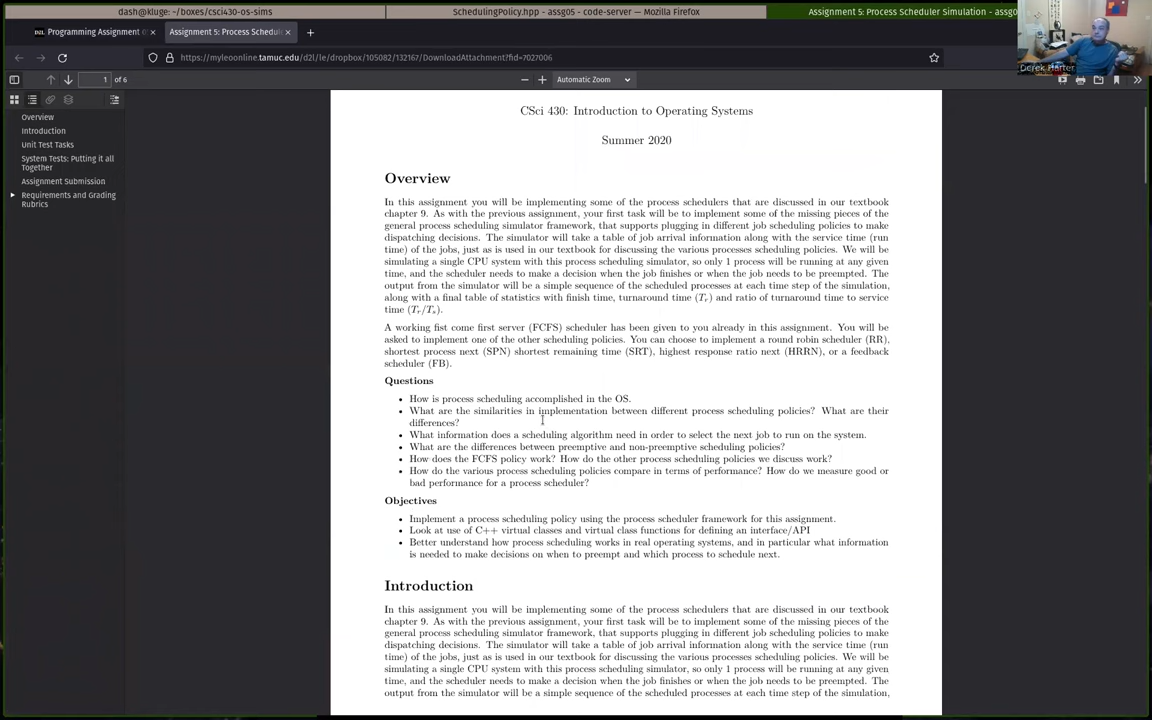 dash@kluge: ~/boxes/csci430-os-sims
SchedulingPolicy.hpp - assg05 - code-server — Mozilla Firefox
Assignment 5: Process Scheduler Simulation - assg0
Programming Assignment
Assignment 5: Process Schedul
https://myleoonline.tamuc.edu/d2l/le/dropbox/105082/132167/DownloadAttachment?fid=7027006
Derek Harter
1 of 6
Automatic Zoom
Overview
Introduction
Unit Test Tasks
System Tests: Putting it all
Together
Assignment Submission
Requirements and Grading
Rubrics
CSci 430: Introduction to Operating Systems
Summer 2020
Overview
In this assignment you will be implementing some of the process schedulers that are discussed in our textbook
chapter 9. As with the previous assignment, your first task will be to implement some of the missing pieces of the
general process scheduling simulator framework, that supports plugging in different job scheduling policies to make
dispatching decisions. The simulator will take a table of job arrival information along with the service time (run
time) of the jobs, just as is used in our textbook for discussing the various processes scheduling policies. We will be
simulating a single CPU system with this process scheduling simulator, so only 1 process will be running at any given
time, and the scheduler needs to make a decision when the job finishes or when the job needs to be preempted. The
output from the simulator will be a simple sequence of the scheduled processes at each time step of the simulation,
along with a final table of statistics with finish time, turnaround time (Tr) and ratio of turnaround time to service
time (Tr/Ts).
A working fist come first server (FCFS) scheduler has been given to you already in this assignment. You will be
asked to implement one of the other scheduling policies. You can choose to implement a round robin scheduler (RR),
shortest process next (SPN) shortest remaining time (SRT), highest response ratio next (HRRN), or a feedback
scheduler (FB).
Questions
• How is process scheduling accomplished in the OS.
• What are the similarities in implementation between different process scheduling policies? What are their
differences?
• What information does a scheduling algorithm need in order to select the next job to run on the system.
• What are the differences between preemptive and non-preemptive scheduling policies?
• How does the FCFS policy work? How do the other process scheduling policies we discuss work?
• How do the various process scheduling policies compare in terms of performance? How do we measure good or
bad performance for a process scheduler?
Objectives
• Implement a process scheduling policy using the process scheduler framework for this assignment.
• Look at use of C++ virtual classes and virtual class functions for defining an interface/API
• Better understand how process scheduling works in real operating systems, and in particular what information
is needed to make decisions on when to preempt and which process to schedule next.
Introduction
In this assignment you will be implementing some of the process schedulers that are discussed in our textbook
chapter 9. As with the previous assignment, your first task will be to implement some of the missing pieces of the
general process scheduling simulator framework, that supports plugging in different job scheduling policies to make
dispatching decisions. The simulator will take a table of job arrival information along with the service time (run
time) of the jobs, just as is used in our textbook for discussing the various processes scheduling policies. We will be
simulating a single CPU system with this process scheduling simulator, so only 1 process will be running at any given
time, and the scheduler needs to make a decision when the job finishes or when the job needs to be preempted. The
output from the simulator will be a simple sequence of the scheduled processes at each time step of the simulation,